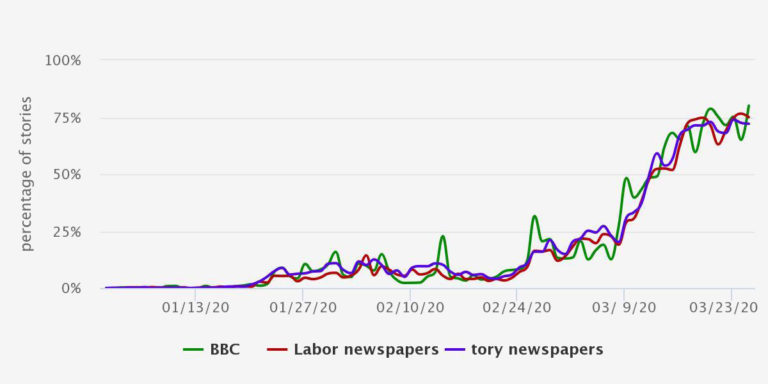 100%
75%
50%
25%
0%
percentage of stories
01/13/20 01/27/20 02/10/20 02/24/20 03/ 9/20 03/23/20
BBC Labor newspapers tory newspapers